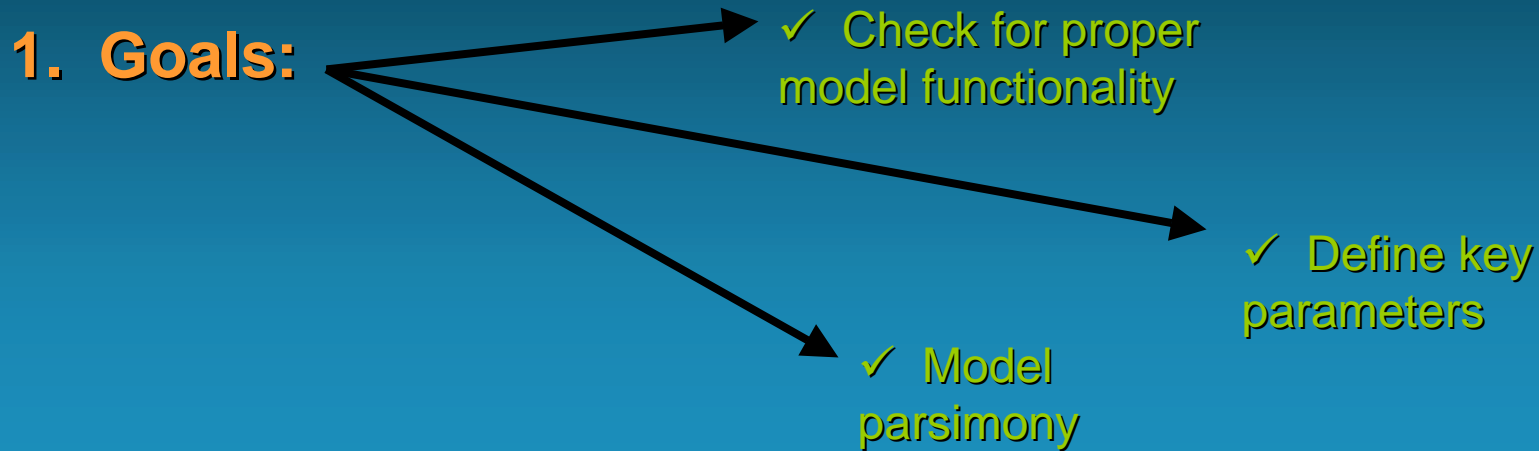 1. Goals:
✓ Check for proper
model functionality
✓ Define key
parameters
✓ Model
parsimony